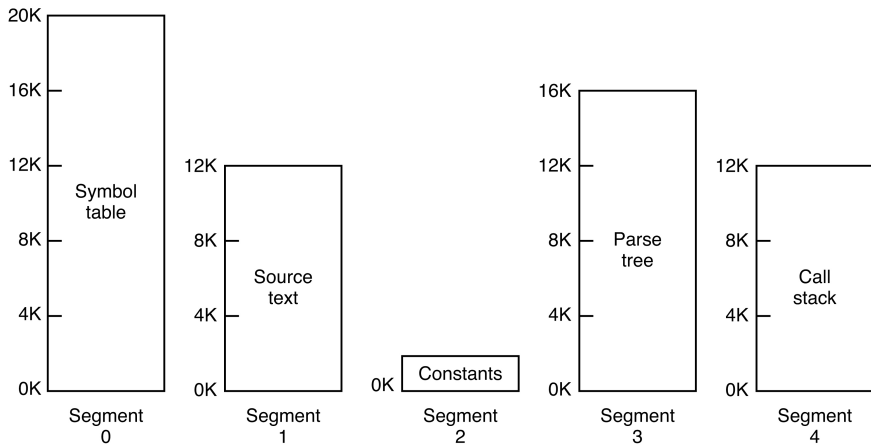 20K
16K
12K
Symbol
table
8K
4K
0K
Segment
0
12K
8K
Source
text
4K
0K
Segment
1
0K
Constants
Segment
2
16K
12K
8K
Parse
tree
4K
0K
Segment
3
12K
8K
Call
stack
4K
0K
Segment
4